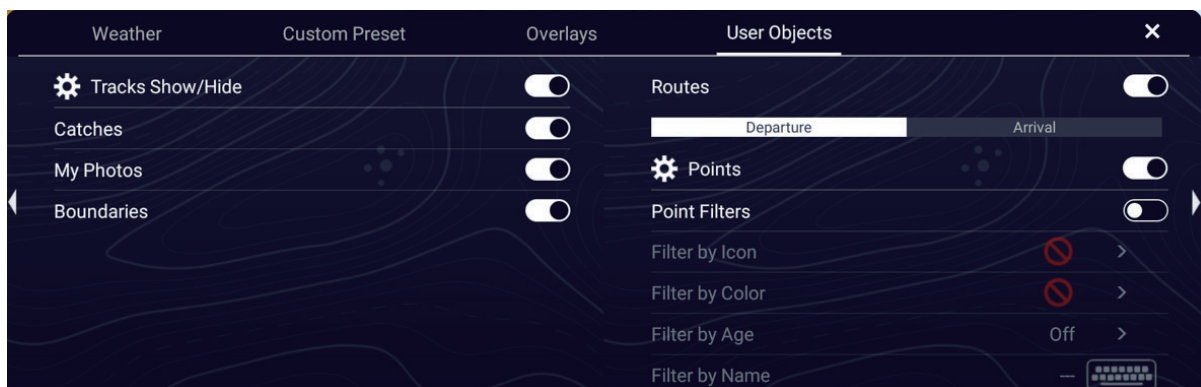 Weather
Custom Preset
Overlays
User Objects
Tracks Show/Hide
Catches
My Photos
Boundaries
Routes
Departure
Arrival
Points
Point Filters
Filter by Icon
Filter by Color
Filter by Age
Off
Filter by Name
---